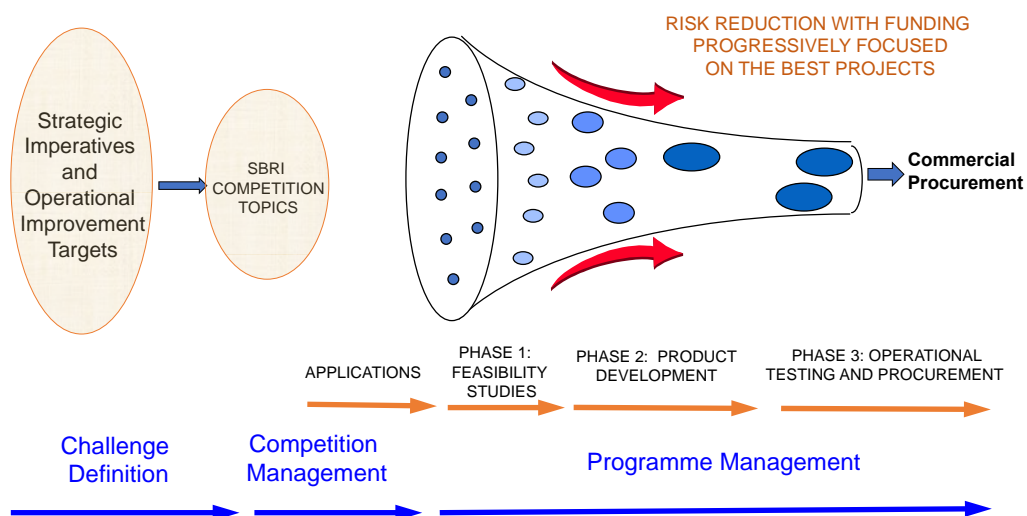 RISK REDUCTION WITH FUNDING
PROGRESSIVELY FOCUSED
ON THE BEST PROJECTS
Strategic
Imperatives
and
Operational
Improvement
Targets
SBRI
COMPETITION
TOPICS
Commercial
Procurement
APPLICATIONS
PHASE 1:
FEASIBILITY
STUDIES
PHASE 2: PRODUCT
DEVELOPMENT
PHASE 3: OPERATIONAL
TESTING AND PROCUREMENT
Challenge
Definition
Competition
Management
Programme Management